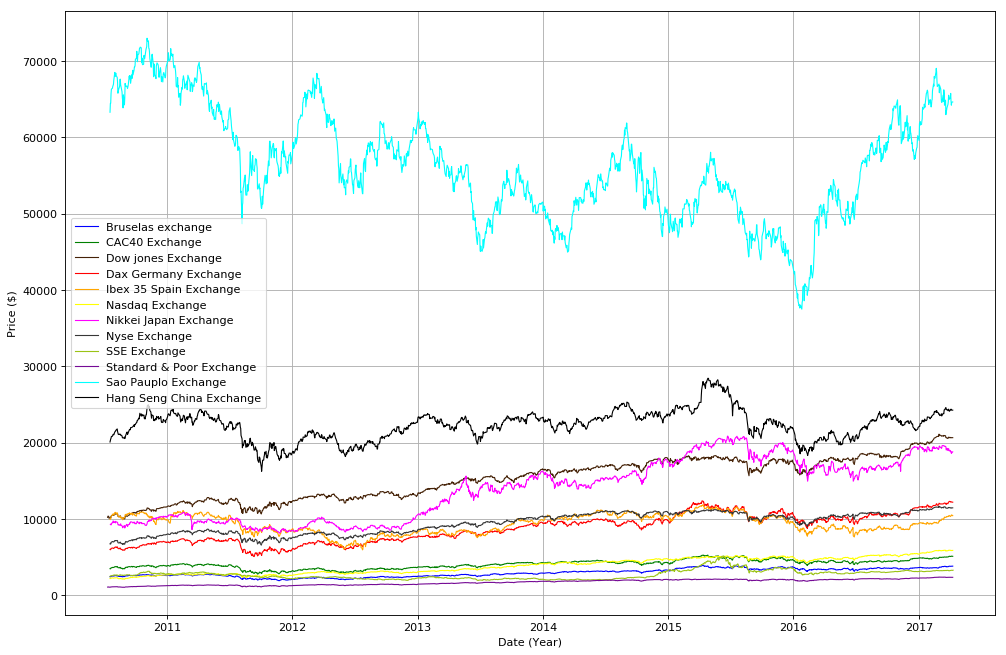 70000
60000
50000
40000
30000
20000
10000
0
Price ($)
Bruselas exchange
CAC40 Exchange
Dow jones Exchange
Dax Germany Exchange
Ibex 35 Spain Exchange
Nasdaq Exchange
Nikkei Japan Exchange
Nyse Exchange
SSE Exchange
Standard & Poor Exchange
Sao Pauplo Exchange
Hang Seng China Exchange
2011 2012 2013 2014 2015 2016 2017
Date (Year)